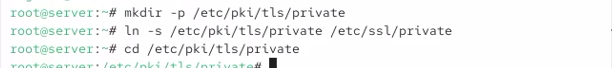 root@server:~# mkdir -p /etc/pki/tls/private
root@server:~# ln -s /etc/pki/tls/private /etc/ssl/private
root@server:~# cd /etc/pki/tls/private
root@server:/etc/pki/tls/private#